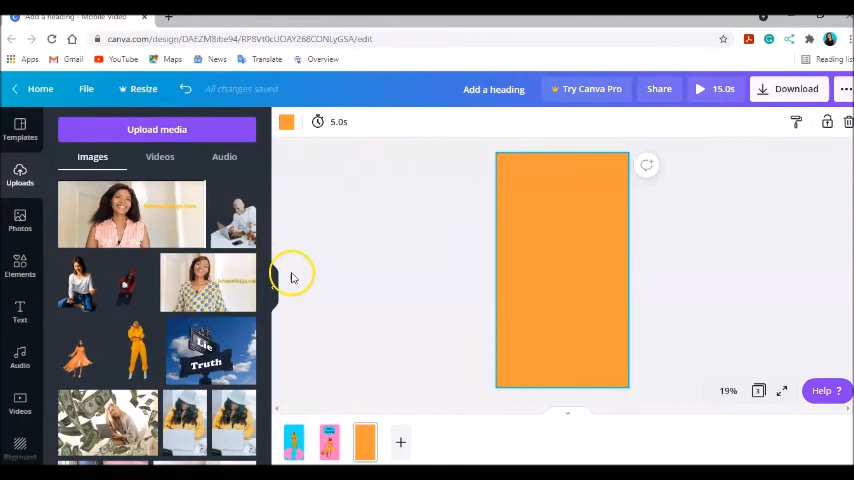 Add a heading - Mobile Video
canva.com/design/DAEZM8ibe94/RP8Vt0cUOAY268CONLyGSA/edit
Apps
Gmail
YouTube
Maps
News
Translate
Overview
Reading list
Home
File
Resize
All changes saved
Add a heading
Try Canva Pro
Share
15.0s
Download
Templates
Upload media
5.0s
Images
Videos
Audio
Uploads
Photos
Elements
Text
Audio
Videos
Bkground
Lie
Truth
19%
3
Help ?